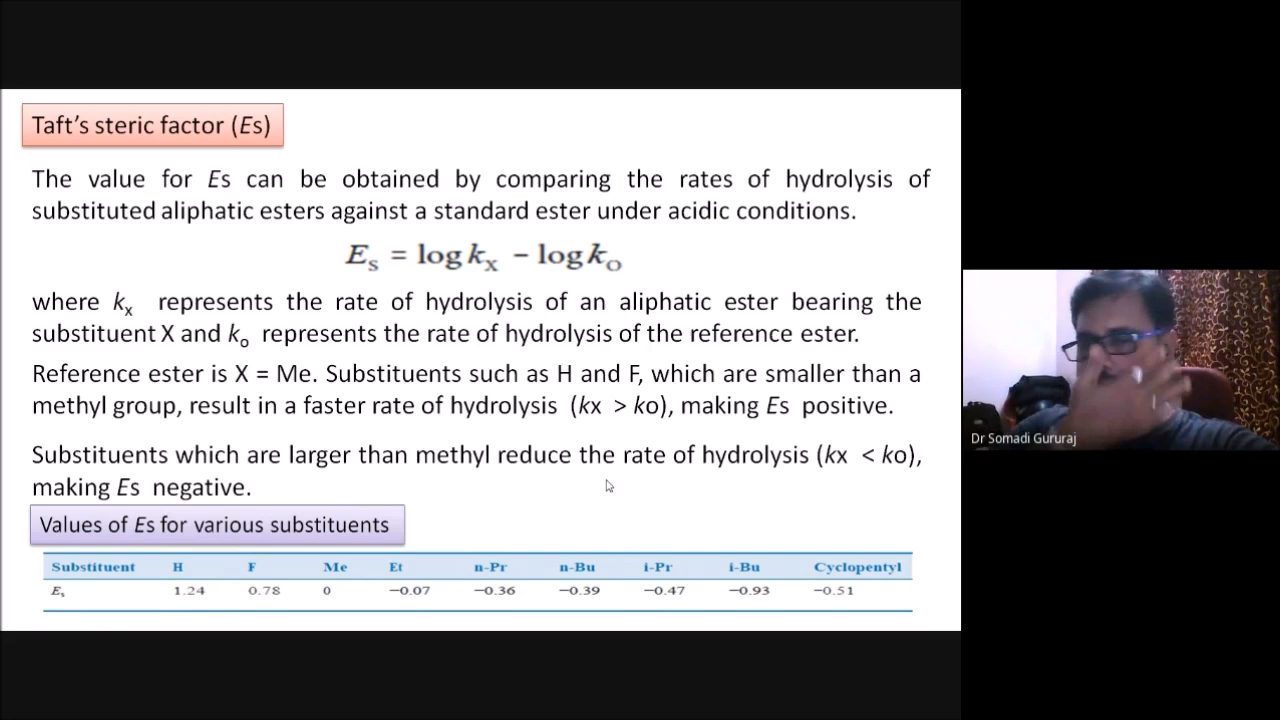 Taft’s steric factor (Es)
The value for Es can be obtained by comparing the rates of hydrolysis of
substituted aliphatic esters against a standard ester under acidic conditions.
Es = log kx − log ko
where kx represents the rate of hydrolysis of an aliphatic ester bearing the
substituent X and ko represents the rate of hydrolysis of the reference ester.
Reference ester is X = Me. Substituents such as H and F, which are smaller than a
methyl group, result in a faster rate of hydrolysis (kx > ko), making Es positive.
Substituents which are larger than methyl reduce the rate of hydrolysis (kx < ko),
making Es negative.
Values of Es for various substituents
Substituent H F Me Et n-Pr n-Bu i-Pr i-Bu Cyclopentyl
Es 1.24 0.78 0 −0.07 −0.36 −0.39 −0.47 −0.93 −0.51
Dr Somadi Gururaj